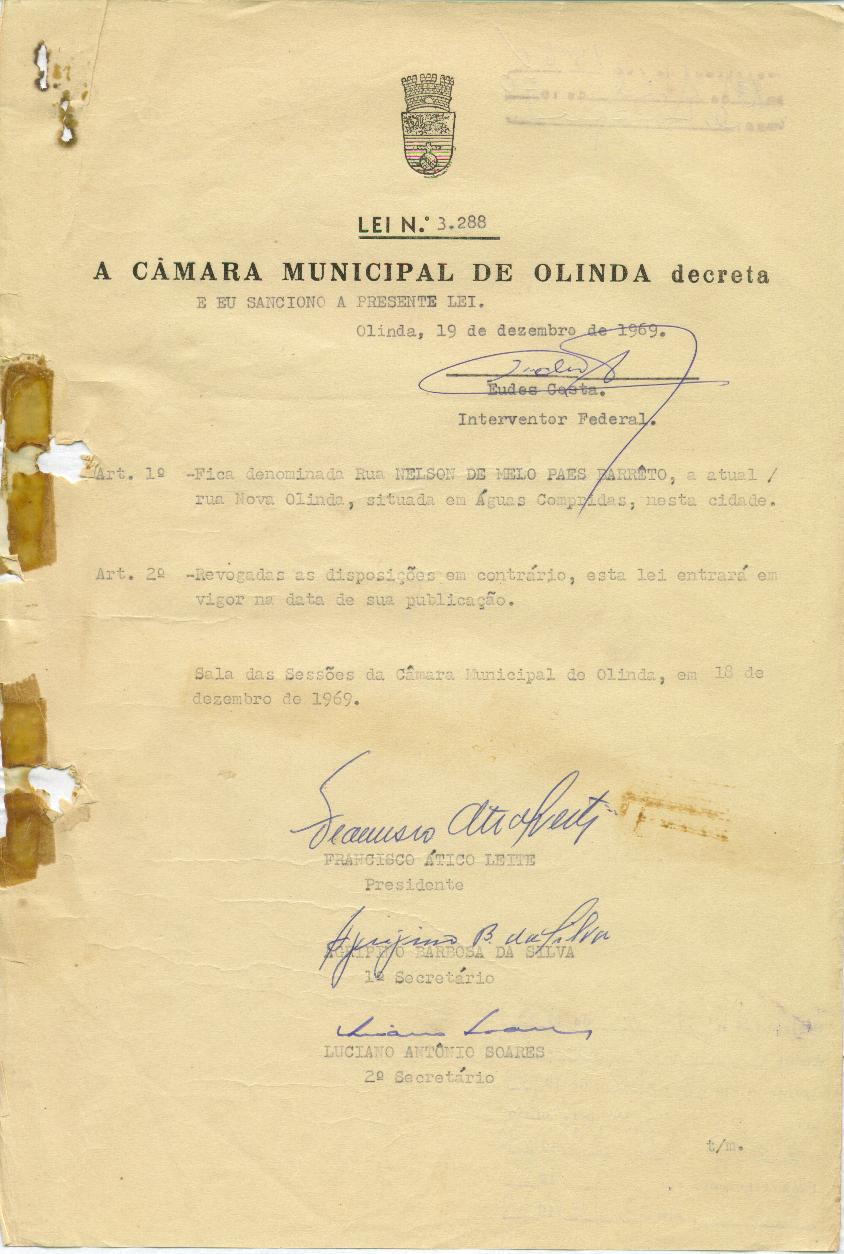 LEI N.º 3.288
A CÂMARA MUNICIPAL DE OLINDA decreta
E EU SANCIONO A PRESENTE LEI.
Olinda, 19 de dezembro de 1969.
Eudes Costa.
Interventor Federal.
Art. 1º -Fica denominada Rua NELSON DE MELO PAES BARRÊTO, a atual /
rua Nova Olinda, situada em Águas Compridas, nesta cidade.
Art. 2º -Revogadas as disposições em contrário, esta lei entrará em
vigor na data de sua publicação.
Sala das Sessões da Câmara Municipal de Olinda, em 18 de
dezembro de 1969.
FRANCISCO ÁTICO LEITE
Presidente
Agripino B. da Silva
AGRIPINO BARBOSA DA SILVA
1º Secretário
Luciano Soares
LUCIANO ANTÔNIO SOARES
2º Secretário
t/m.